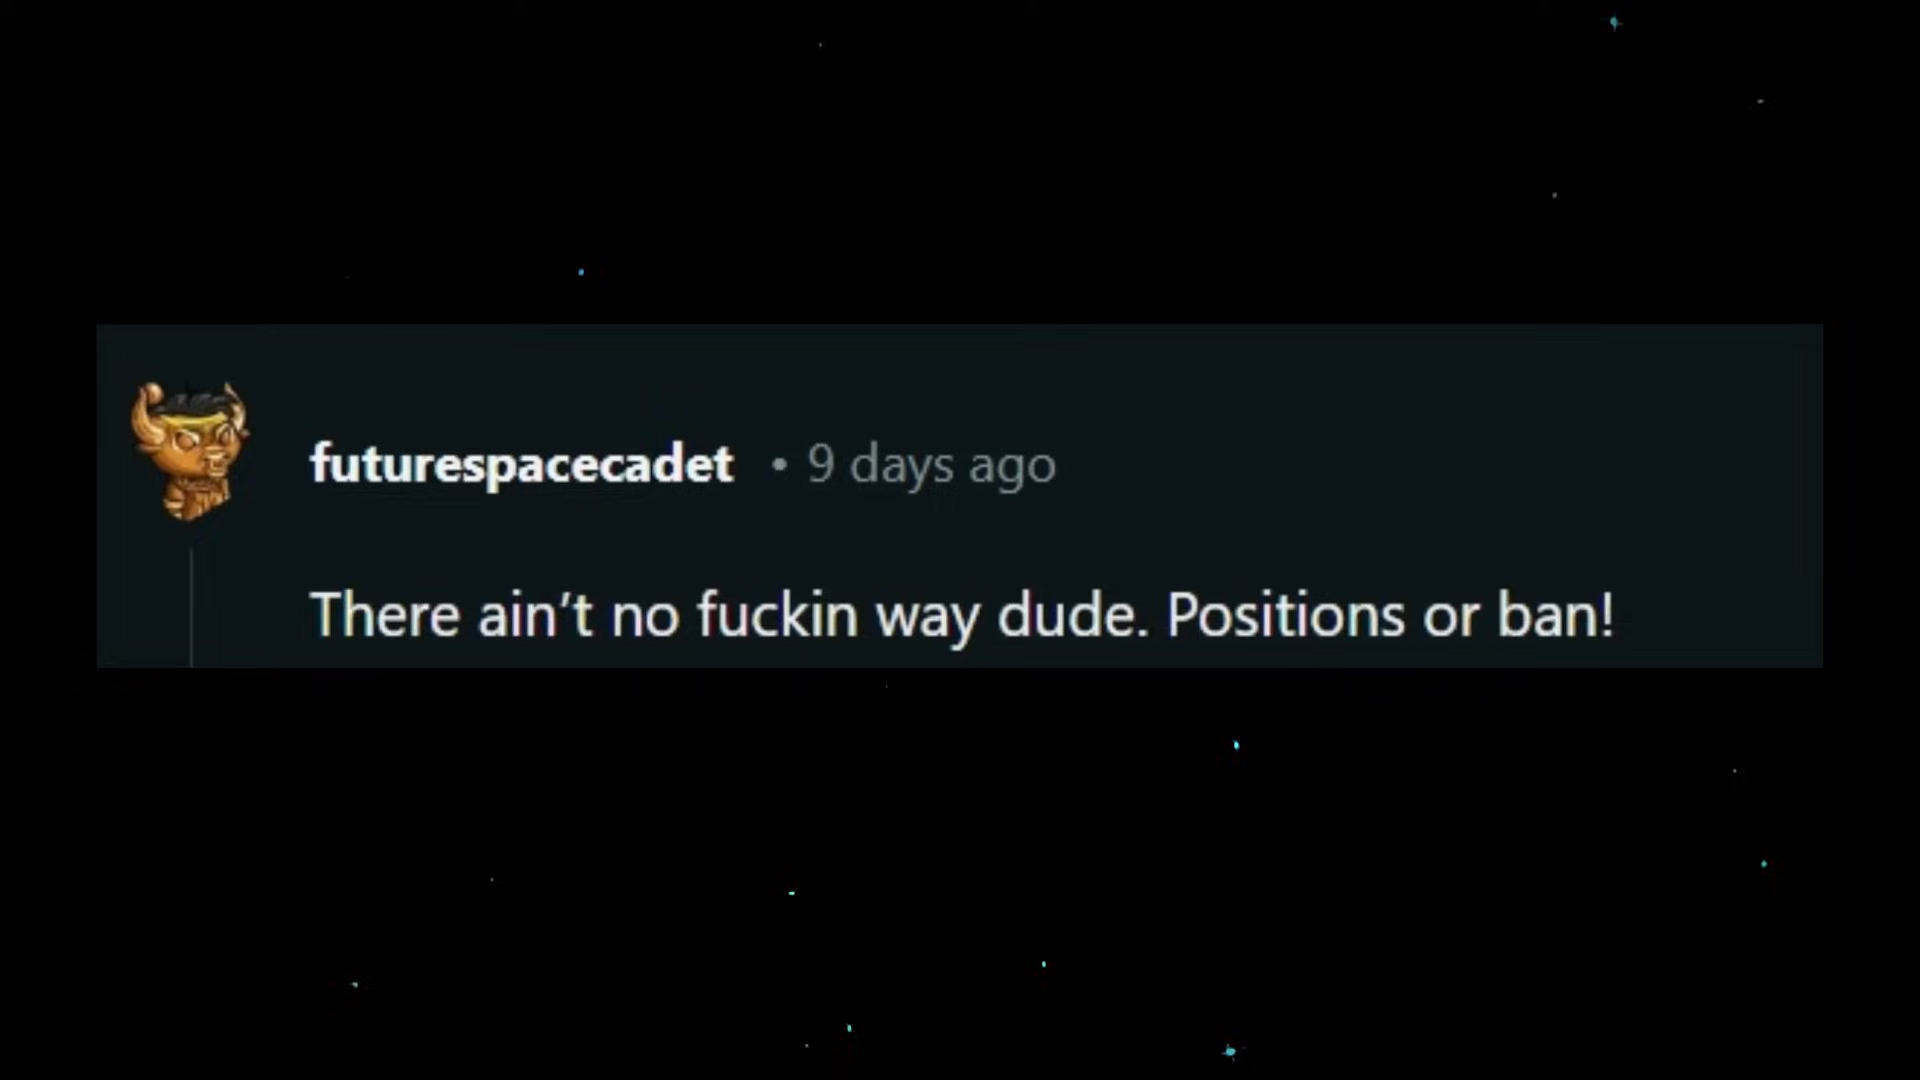 futurespacecadet • 9 days ago
There ain't no fuckin way dude. Positions or ban!